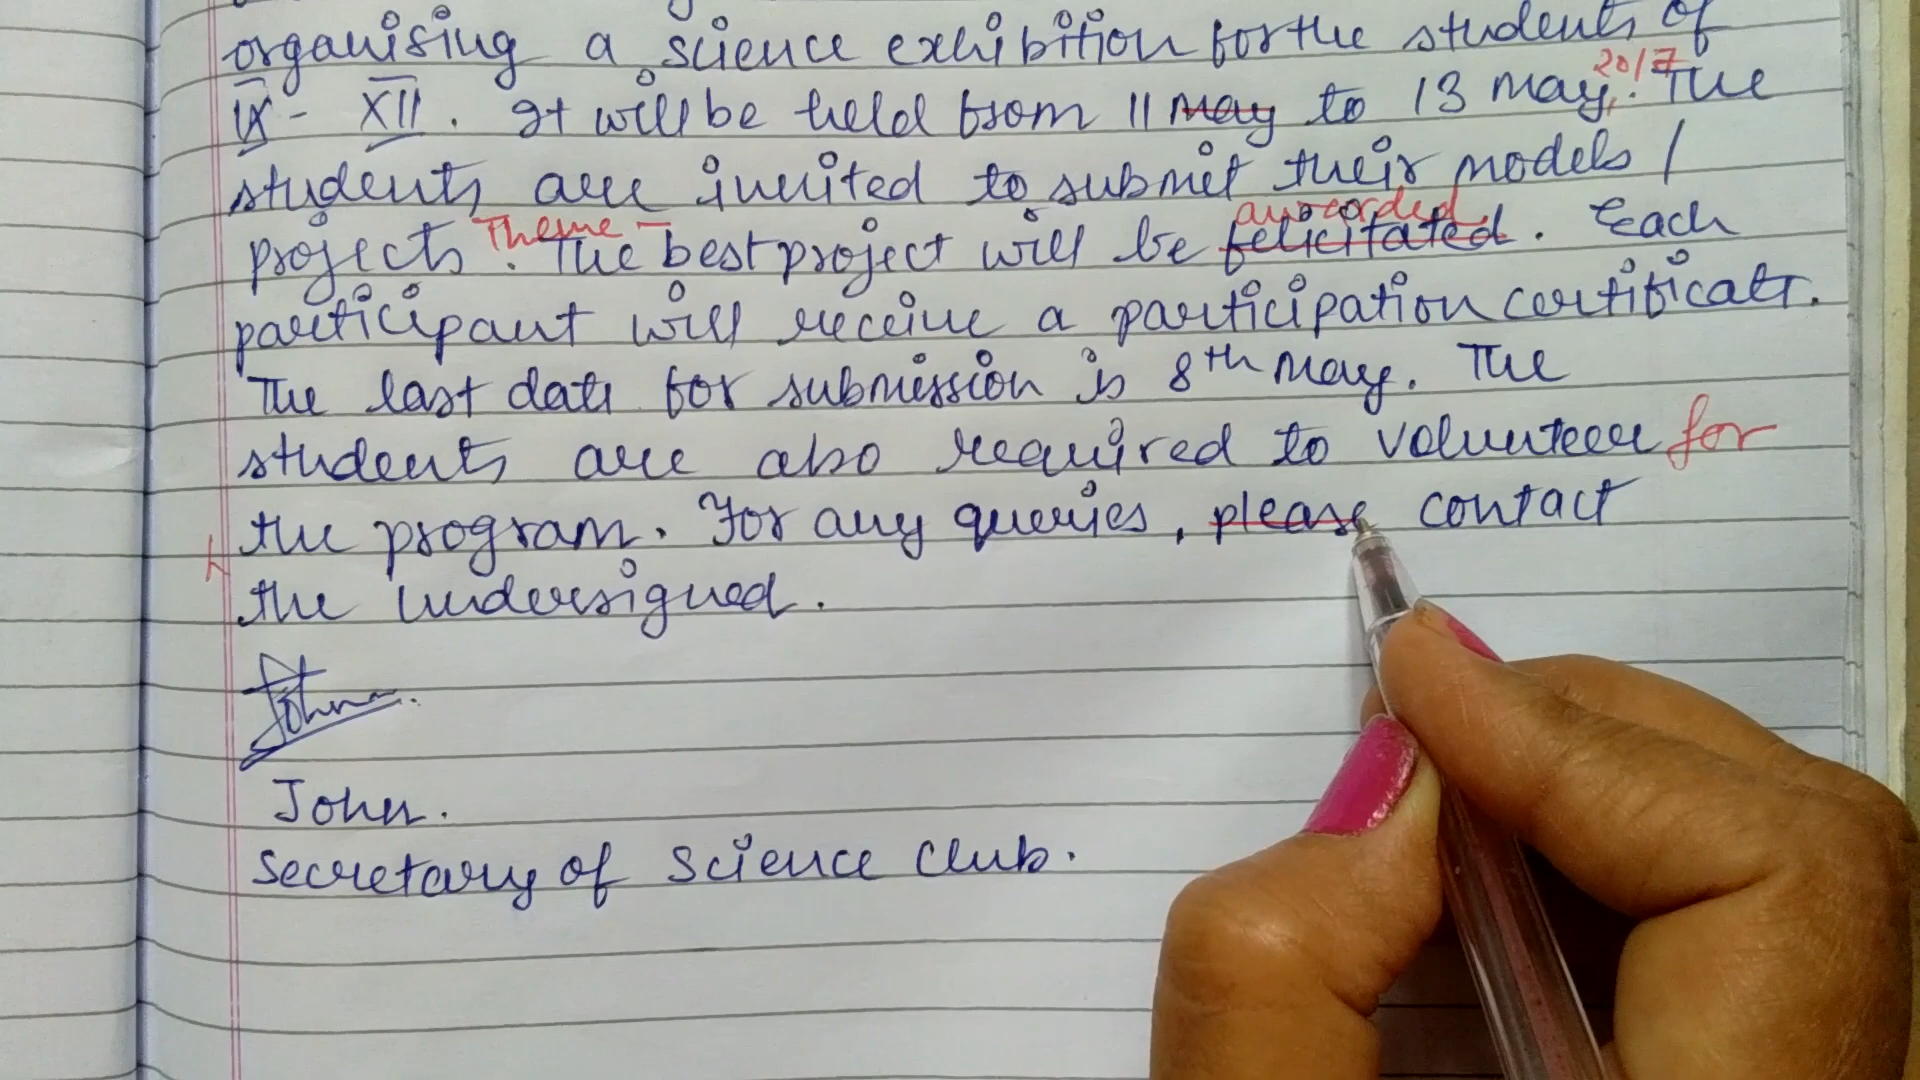 organising a science exhibition for the students of
IX - XII. It will be held from 11 May to 13 May, 2017. The
students are invited to submit their models /
projects. Theme - The best project will be felicitated awarded. Each
participant will receive a participation certificate.
The last date for submission is 8th May. The
students are also required to volunteer for
the program. For any queries, please contact
the undersigned.
John
John.
Secretary of Science Club.